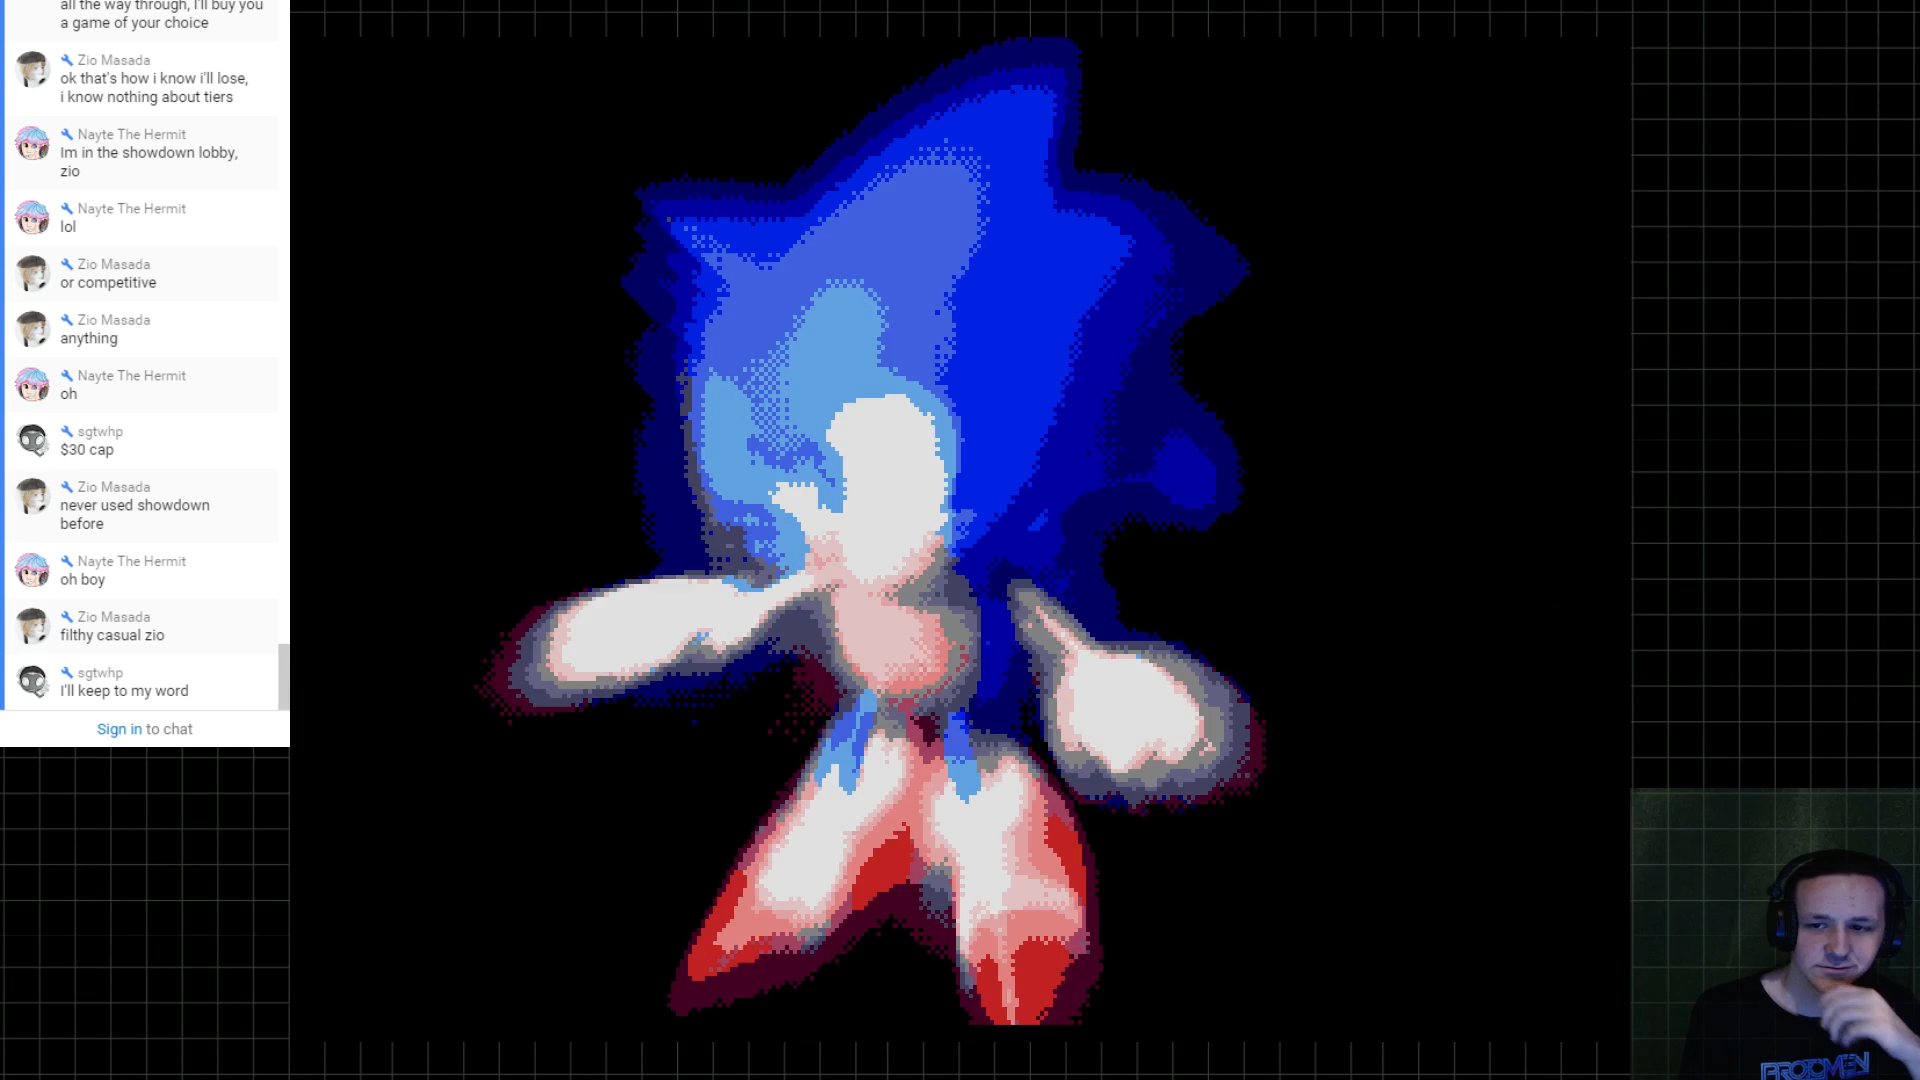 all the way through, I'll buy you
a game of your choice
Zio Masada
ok that's how i know i'll lose,
i know nothing about tiers
Nayte The Hermit
Im in the showdown lobby,
zio
Nayte The Hermit
lol
Zio Masada
or competitive
Zio Masada
anything
Nayte The Hermit
oh
sgtwhp
$30 cap
Zio Masada
never used showdown
before
Nayte The Hermit
oh boy
Zio Masada
filthy casual zio
sgtwhp
I'll keep to my word
Sign in to chat
PROTOMEN